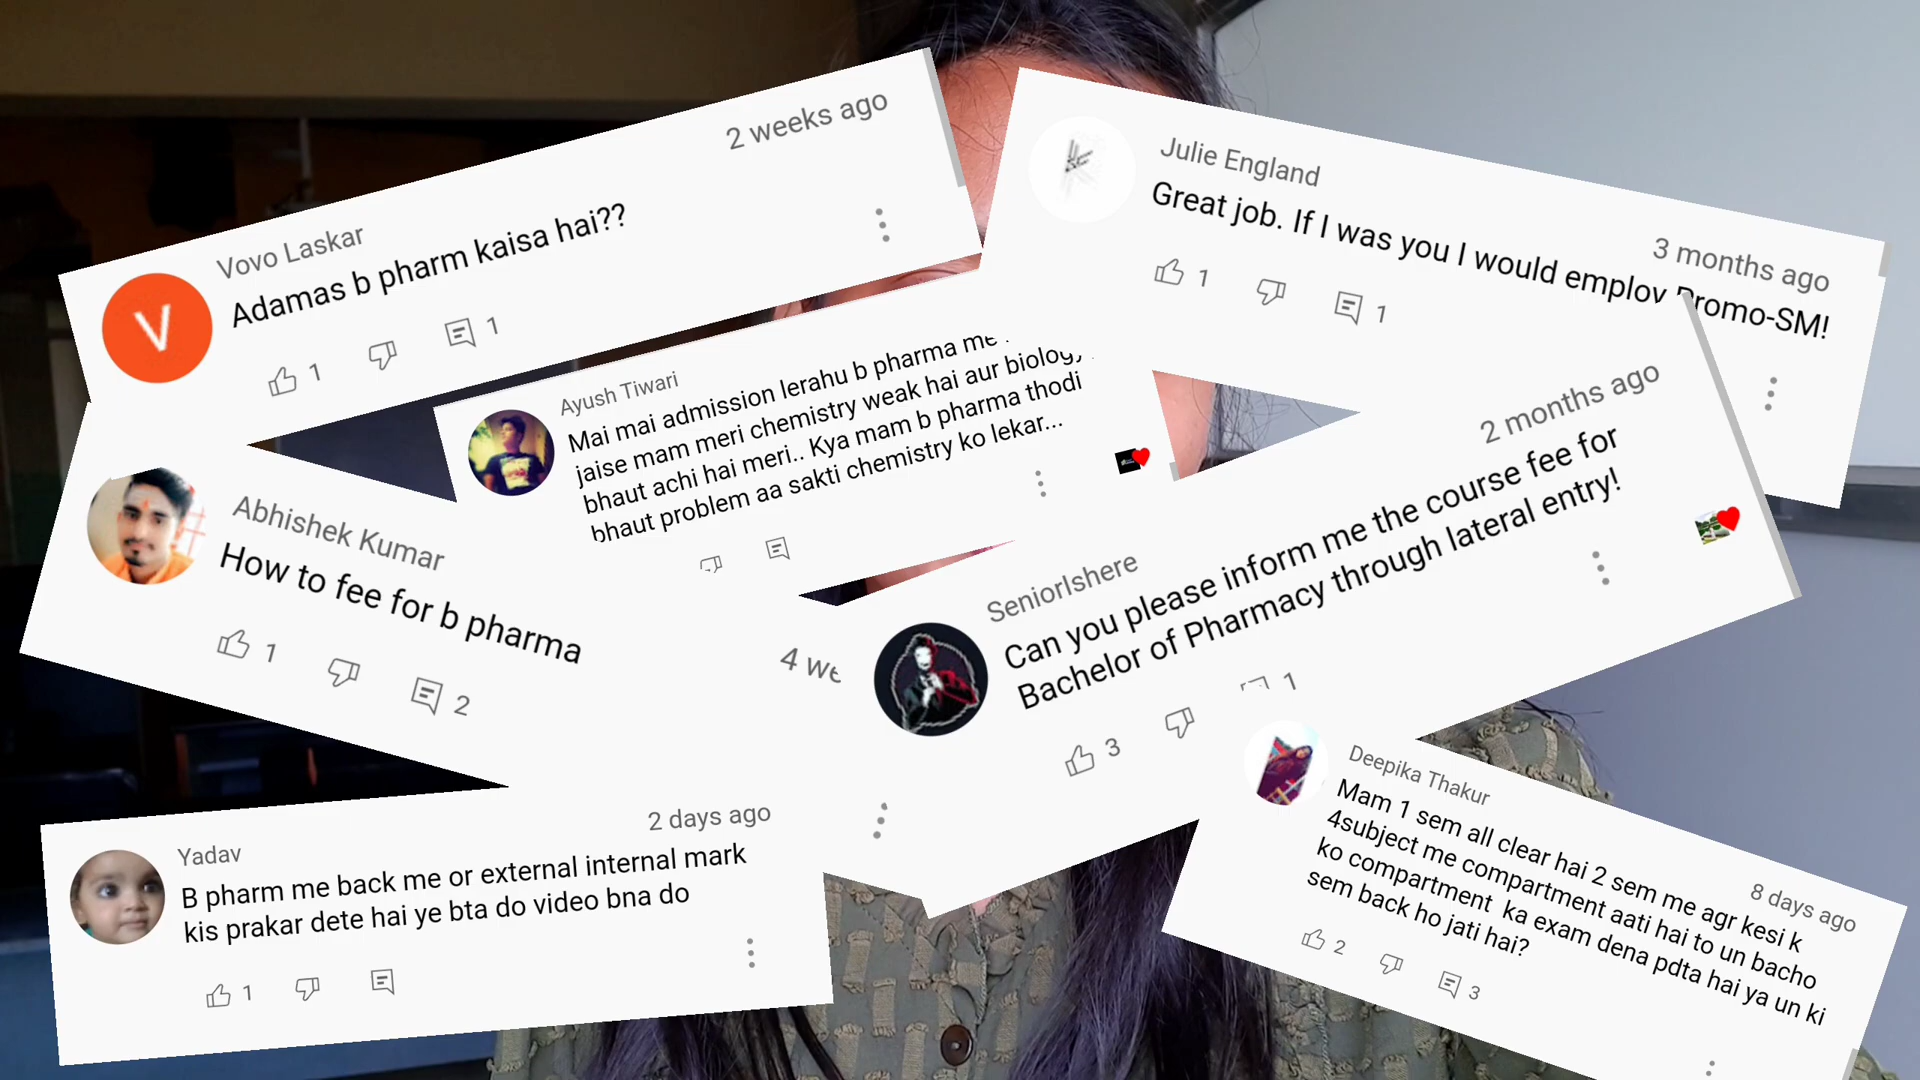 2 weeks ago
Vovo Laskar
Adamas b pharm kaisa hai??
1
1
Julie England
3 months ago
Great job. If I was you I would employ Promo-SM!
1
1
Ayush Tiwari
Mai mai admission lerahu b pharma me
jaise mam meri chemistry weak hai aur biology
bhaut achi hai meri.. Kya mam b pharma thodi
bhaut problem aa sakti chemistry ko lekar...
Abhishek Kumar
How to fee for b pharma
4 we
1
2
2 months ago
SeniorIshere
Can you please inform me the course fee for
Bachelor of Pharmacy through lateral entry!
3
1
2 days ago
Yadav
B pharm me back me or external internal mark
kis prakar dete hai ye bta do video bna do
1
Deepika Thakur
8 days ago
Mam 1 sem all clear hai 2 sem me agr kesi k
4subject me compartment aati hai to un bacho
ko compartment ka exam dena pdta hai ya un ki
sem back ho jati hai?
2
3